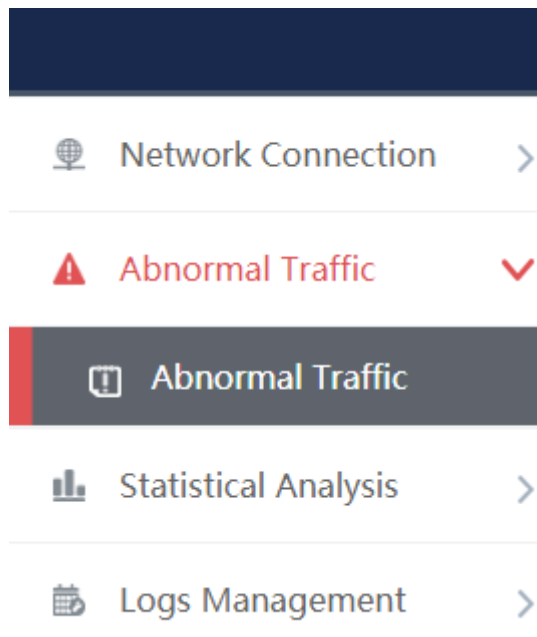 Network Connection
Abnormal Traffic
Abnormal Traffic
Statistical Analysis
Logs Management